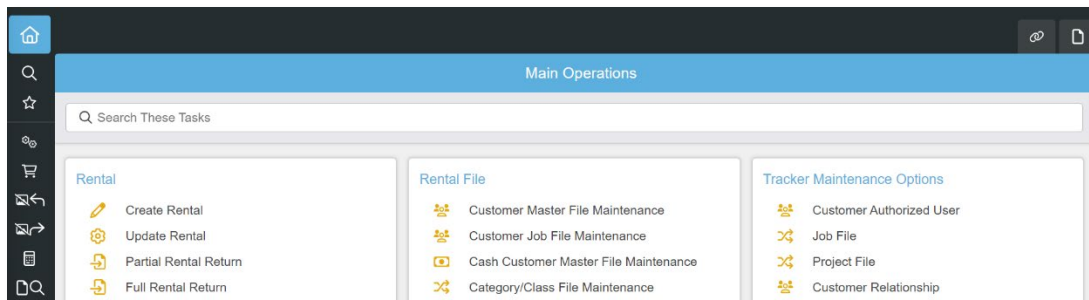 Main Operations
Search These Tasks
Rental
Create Rental
Update Rental
Partial Rental Return
Full Rental Return
Rental File
Customer Master File Maintenance
Customer Job File Maintenance
Cash Customer Master File Maintenance
Category/Class File Maintenance
Tracker Maintenance Options
Customer Authorized User
Job File
Project File
Customer Relationship